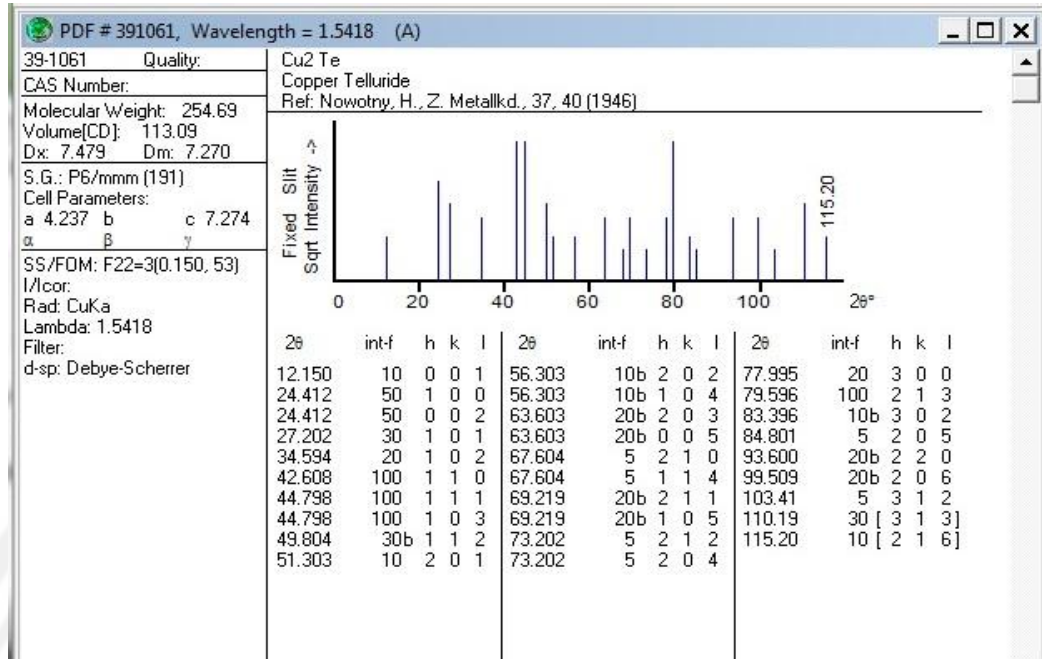 PDF # 391061, Wavelength = 1.5418 (A)
39-1061 Quality:
CAS Number:
Molecular Weight: 254.69
Volume[CD]: 113.09
Dx: 7.479 Dm: 7.270
S.G.: P6/mmm (191)
Cell Parameters:
a 4.237 b c 7.274
α β γ
SS/FOM: F22=3(0.150, 53)
I/Icor:
Rad: CuKa
Lambda: 1.5418
Filter:
d-sp: Debye-Scherrer
Cu2 Te
Copper Telluride
Ref: Nowotny, H., Z. Metallkd., 37, 40 (1946)
Fixed Slit
Sqrt Intensity ->
115.20
0 20 40 60 80 100 2θ°
2θ int-f h k l
12.150 10 0 0 1
24.412 50 1 0 0
24.412 50 0 0 2
27.202 30 1 0 1
34.594 20 1 0 2
42.608 100 1 1 0
44.798 100 1 1 1
44.798 100 1 0 3
49.804 30b 1 1 2
51.303 10 2 0 1
2θ int-f h k l
56.303 10b 2 0 2
56.303 10b 1 0 4
63.603 20b 2 0 3
63.603 20b 0 0 5
67.604 5 2 1 0
67.604 5 1 1 4
69.219 20b 2 1 1
69.219 20b 1 0 5
73.202 5 2 1 2
73.202 5 2 0 4
2θ int-f h k l
77.995 20 3 0 0
79.596 100 2 1 3
83.396 10b 3 0 2
84.801 5 2 0 5
93.600 20b 2 2 0
99.509 20b 2 0 6
103.41 5 3 1 2
110.19 30 [ 3 1 3]
115.20 10 [ 2 1 6]